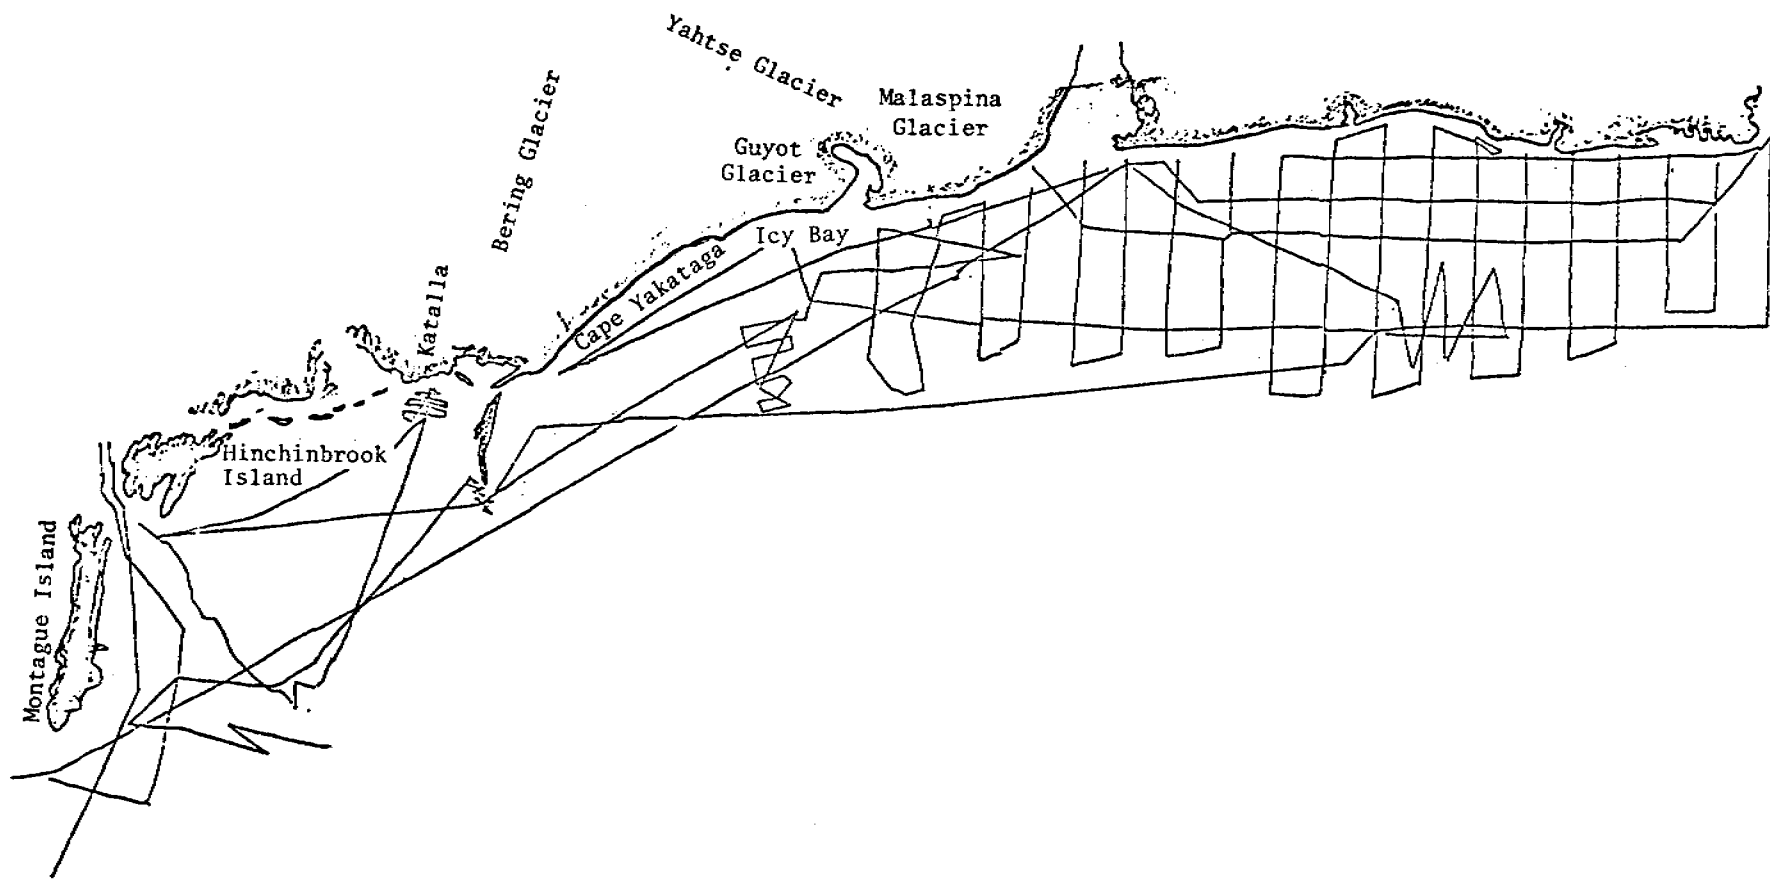 Yahtse Glacier
Malaspina
Glacier
Bering Glacier
Guyot
Glacier
Icy Bay
Cape Yakataga
Katalla
Hinchinbrook
Island
Montague Island